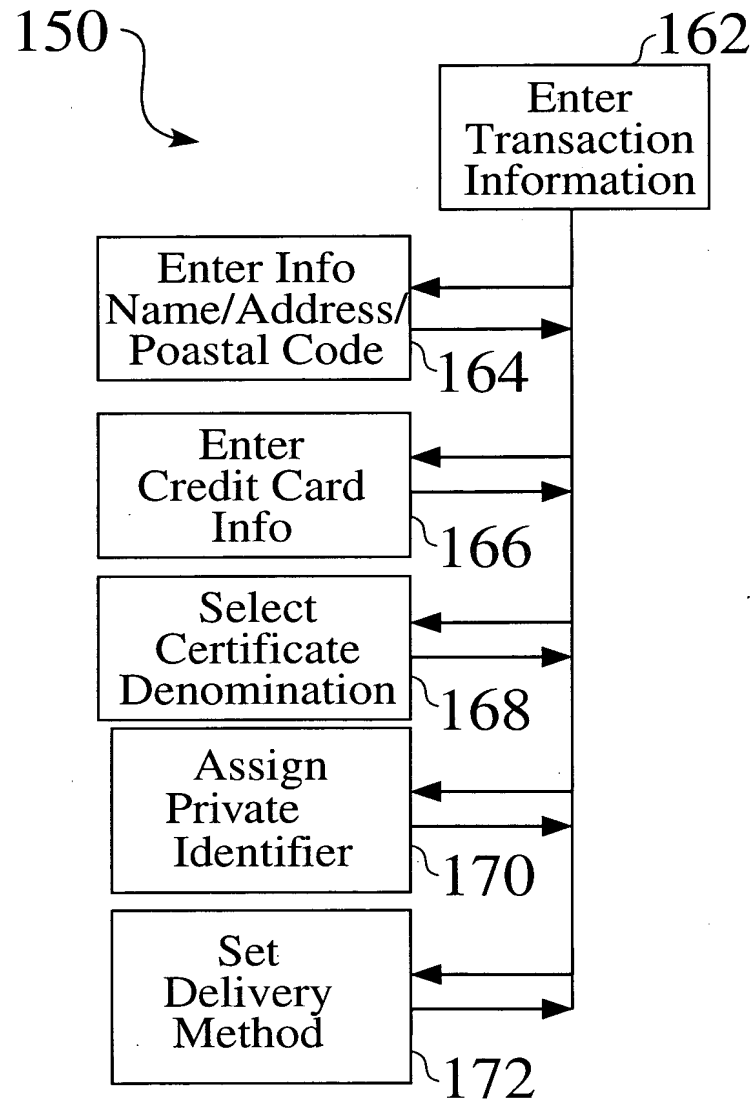 150
162
Enter
Transaction
Information
Enter Info
Name/Address/
Poastal Code
164
Enter
Credit Card
Info
166
Select
Certificate
Denomination
168
Assign
Private
Identifier
170
Set
Delivery
Method
172